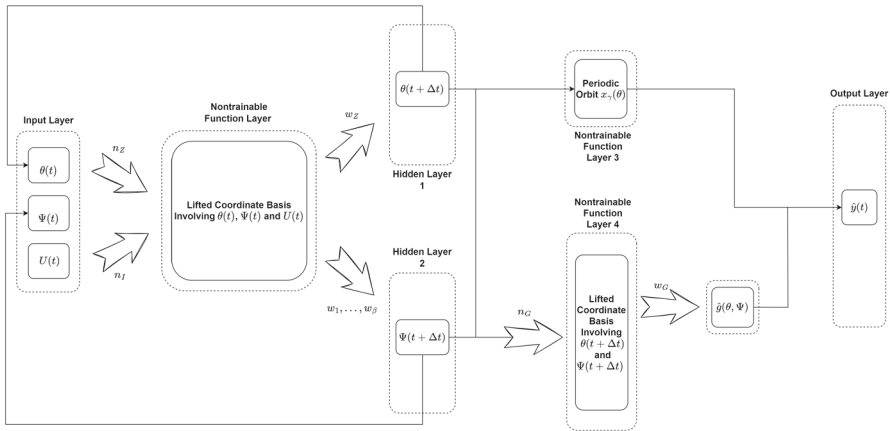 Input Layer
θ(t)
Ψ(t)
U(t)
n_Z
n_I
Nontrainable
Function Layer
Lifted Coordinate Basis
Involving θ(t), Ψ(t) and U(t)
w_Z
w_1, . . . , w_β
θ(t + Δt)
Hidden Layer
1
Hidden Layer
2
Ψ(t + Δt)
Periodic
Orbit x_γ(θ)
Nontrainable
Function
Layer 3
Nontrainable
Function
Layer 4
n_G
Lifted
Coordinate
Basis
Involving
θ(t + Δt)
and
Ψ(t + Δt)
w_G
ĝ(θ, Ψ)
Output Layer
ŷ(t)